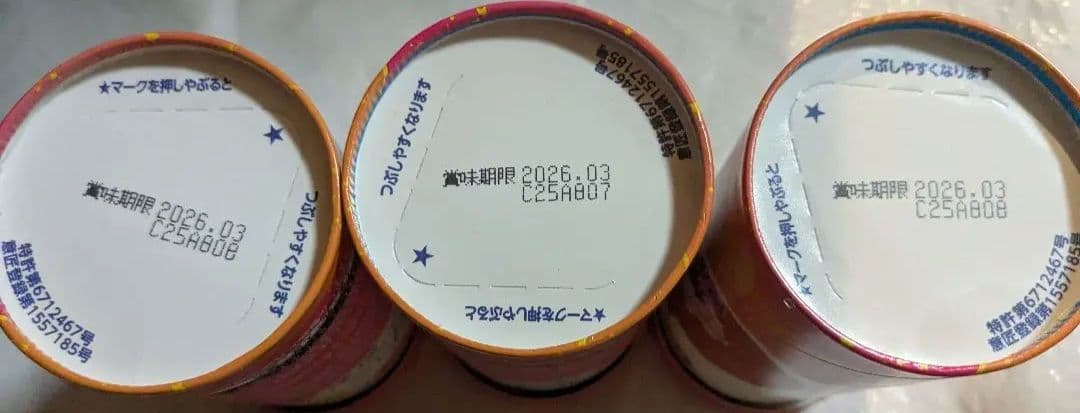 ★マークを押しやぶると
つぶしやすくなります
賞味期限 2026.03
C25A808
特許第6712467号
意匠登録第1557185号
つぶしやすくなります
★マークを押しやぶると
賞味期限 2026.03
C25A807
特許第6712467号
意匠登録第1557185号
つぶしやすくなります
★マークを押しやぶると
賞味期限 2026.03
C25A808
特許第6712467号
意匠登録第1557185号